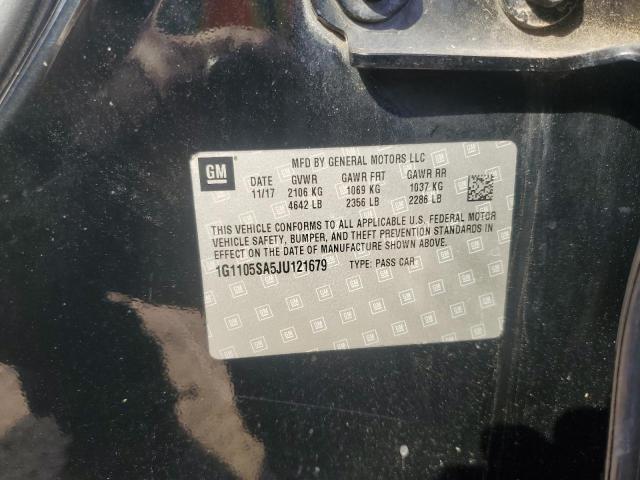 GM
MFD BY GENERAL MOTORS LLC
DATE GVWR GAWR FRT GAWR RR
11/17 2106 KG 1069 KG 1037 KG
4642 LB 2356 LB 2286 LB
THIS VEHICLE CONFORMS TO ALL APPLICABLE U.S. FEDERAL MOTOR
VEHICLE SAFETY, BUMPER, AND THEFT PREVENTION STANDARDS
IN EFFECT ON THE DATE OF MANUFACTURE SHOWN ABOVE.
1G1105SA5JU121679 TYPE: PASS CAR